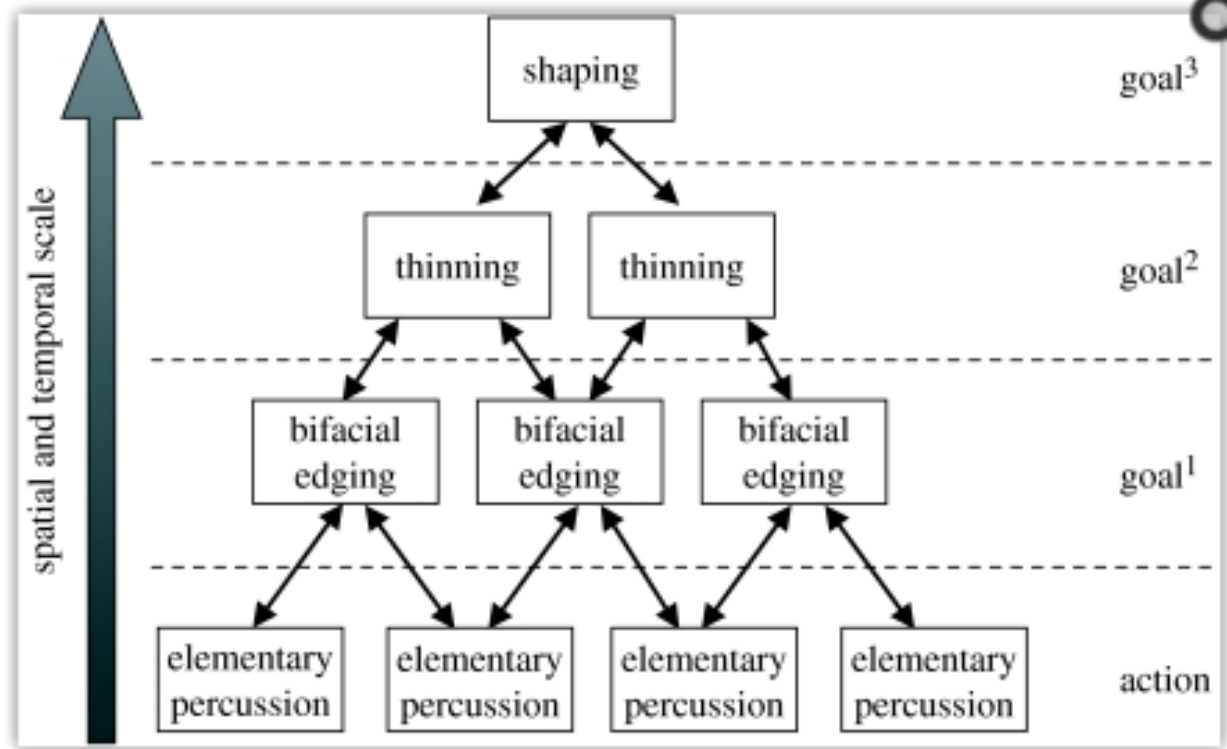 shaping
goal³
spatial and temporal scale
thinning
thinning
goal²
bifacial
edging
bifacial
edging
bifacial
edging
goal¹
elementary
percussion
elementary
percussion
elementary
percussion
elementary
percussion
action